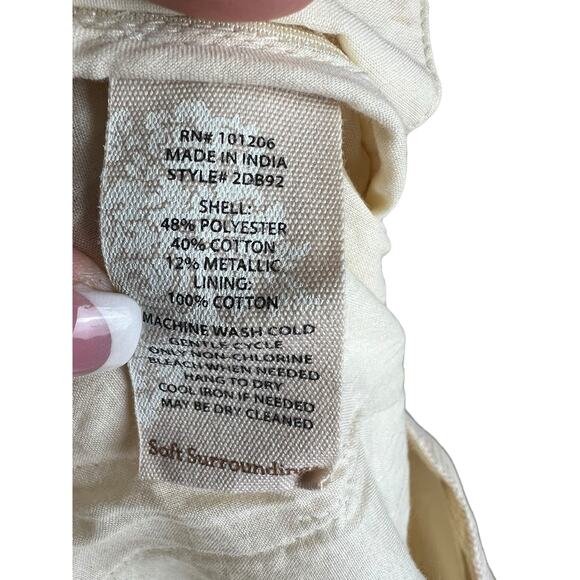 RN# 101206
MADE IN INDIA
STYLE# 2DB92
SHELL:
48% POLYESTER
40% COTTON
12% METALLIC
LINING:
100% COTTON
MACHINE WASH COLD
GENTLE CYCLE
ONLY NON-CHLORINE
BLEACH WHEN NEEDED
HANG TO DRY
COOL IRON IF NEEDED
MAY BE DRY CLEANED
Soft Surroundin